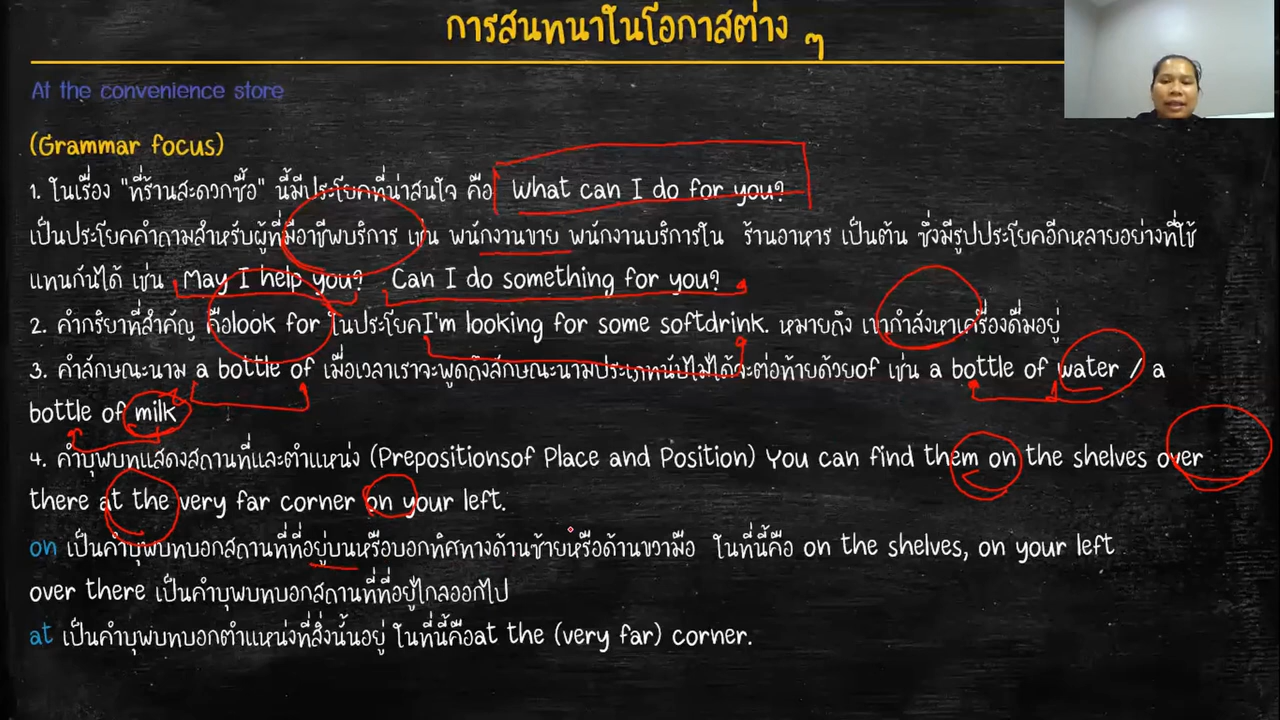 การสนทนาในโอกาสต่าง ๆ
At the convenience store
(Grammar focus)
1. ในเรื่อง "ที่ร้านสะดวกซื้อ" นี้มีประโยคที่น่าสนใจ คือ What can I do for you?
เป็นประโยคคำถามสำหรับผู้ที่มีอาชีพบริการ เช่น พนักงานขาย พนักงานบริการใน ร้านอาหาร เป็นต้น ซึ่งมีรูปประโยคอีกหลายอย่างที่ใช้
แทนกันได้ เช่น May I help you? Can I do something for you?
2. คำกริยาที่สำคัญ คือlook for ในประโยคI'm looking for some softdrink. หมายถึง เขากำลังหาเครื่องดื่มอยู่
3. คำลักษณะนาม a bottle of เมื่อเวลาเราจะพูดถึงลักษณะนามประเภทนับไม่ได้จะต่อท้ายด้วยof เช่น a bottle of water / a
bottle of milk
4. คำบุพบทแสดงสถานที่และตำแหน่ง (Prepositionsof Place and Position) You can find them on the shelves over
there at the very far corner on your left.
on เป็นคำบุพบทบอกสถานที่ที่อยู่บนหรือบอกทิศทางด้านซ้ายหรือด้านขวามือ ในที่นี้คือ on the shelves, on your left
over there เป็นคำบุพบทบอกสถานที่ที่อยู่ไกลออกไป
at เป็นคำบุพบทบอกตำแหน่งที่สิ่งนั้นอยู่ ในที่นี้คือat the (very far) corner.